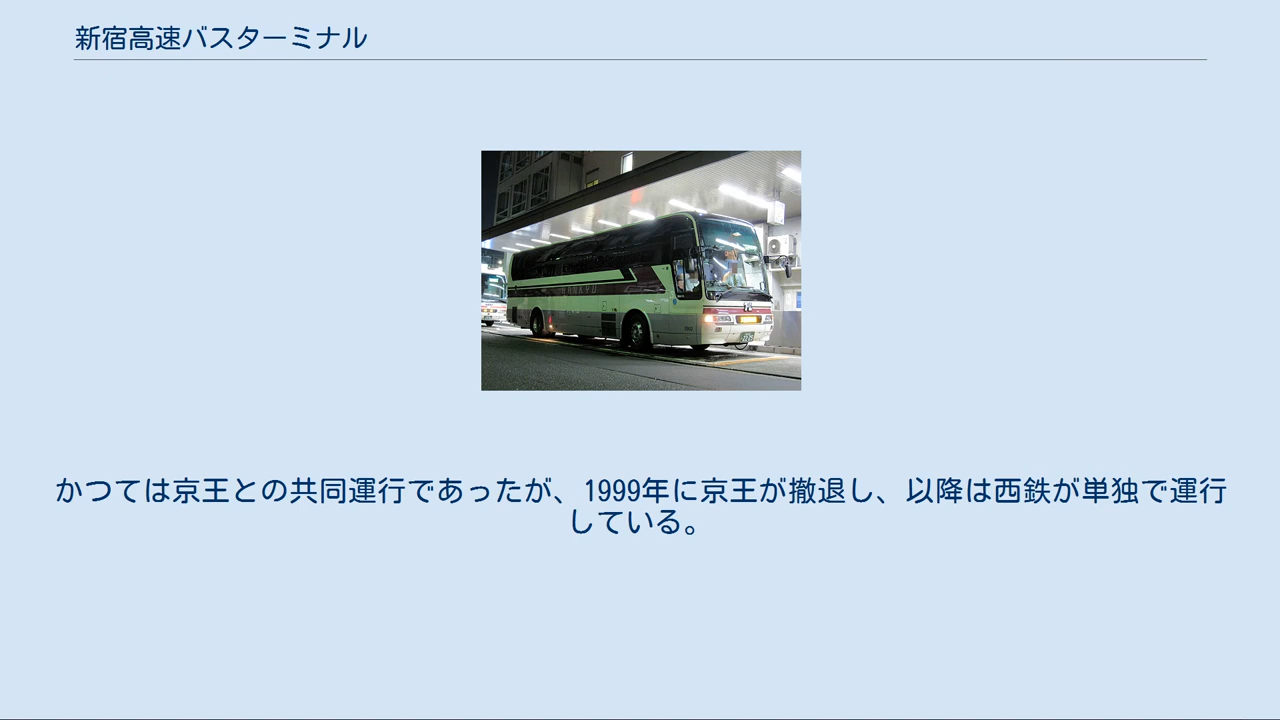 新宿高速バスターミナル
HANKYU
かつては京王との共同運行であったが、1999年に京王が撤退し、以降は西鉄が単独で運行
している。